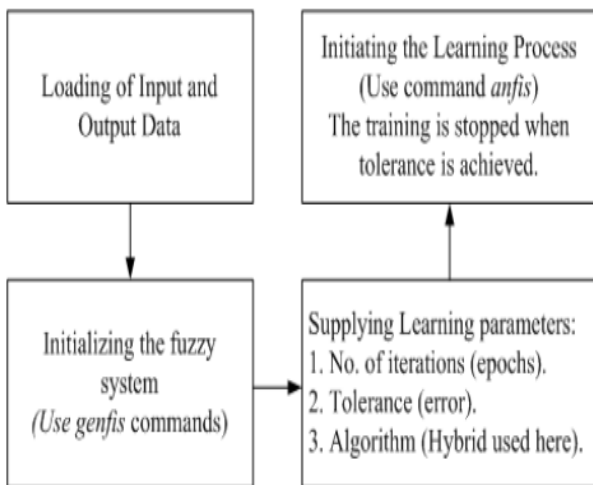 Loading of Input and
Output Data
Initializing the fuzzy
system
(Use genfis commands)
Supplying Learning parameters:
1. No. of iterations (epochs).
2. Tolerance (error).
3. Algorithm (Hybrid used here).
Initiating the Learning Process
(Use command anfis)
The training is stopped when
tolerance is achieved.